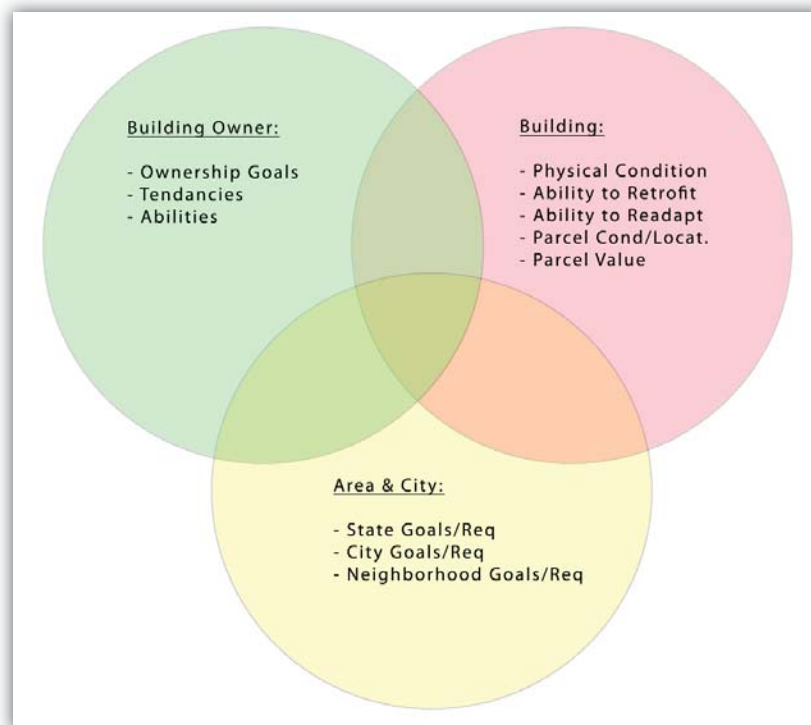 Building Owner:
- Ownership Goals
- Tendancies
- Abilities
Building:
- Physical Condition
- Ability to Retrofit
- Ability to Readapt
- Parcel Cond/Locat.
- Parcel Value
Area & City:
- State Goals/Req
- City Goals/Req
- Neighborhood Goals/Req